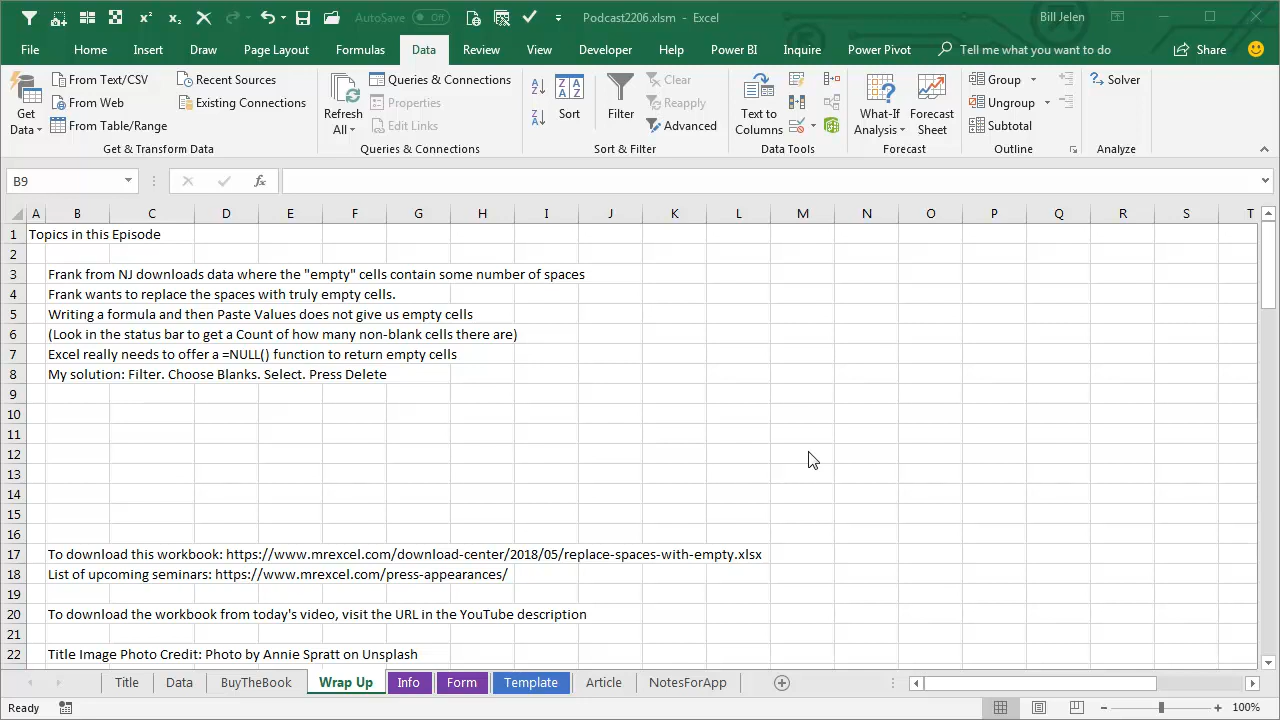 AutoSave Off Podcast2206.xlsm - Excel Bill Jelen
File Home Insert Draw Page Layout Formulas Data Review View Developer Help Power BI Inquire Power Pivot Tell me what you want to do Share
Get Data From Text/CSV From Web From Table/Range Recent Sources Existing Connections
Refresh All Queries & Connections Properties Edit Links
Sort Filter Clear Reapply Advanced
Text to Columns
What-If Analysis Forecast Sheet
Group Ungroup Subtotal
Solver
Get & Transform Data Queries & Connections Sort & Filter Data Tools Forecast Outline Analyze
B9 fx
A B C D E F G H I J K L M N O P Q R S T
1 Topics in this Episode
2
3 Frank from NJ downloads data where the "empty" cells contain some number of spaces
4 Frank wants to replace the spaces with truly empty cells.
5 Writing a formula and then Paste Values does not give us empty cells
6 (Look in the status bar to get a Count of how many non-blank cells there are)
7 Excel really needs to offer a =NULL() function to return empty cells
8 My solution: Filter. Choose Blanks. Select. Press Delete
9
10
11
12
13
14
15
16
17 To download this workbook: https://www.mrexcel.com/download-center/2018/05/replace-spaces-with-empty.xlsx
18 List of upcoming seminars: https://www.mrexcel.com/press-appearances/
19
20 To download the workbook from today's video, visit the URL in the YouTube description
21
22 Title Image Photo Credit: Photo by Annie Spratt on Unsplash
Title Data BuyTheBook Wrap Up Info Form Template Article NotesForApp
Ready 100%